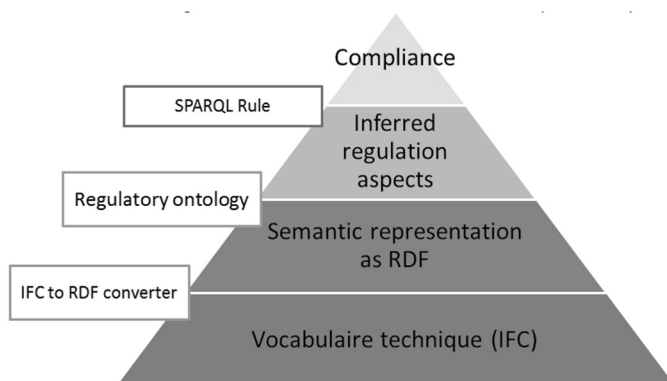 Compliance
SPARQL Rule
Inferred
regulation
aspects
Regulatory ontology
Semantic representation
as RDF
IFC to RDF converter
Vocabulaire technique (IFC)